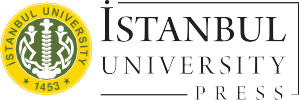 ISTANBUL UNIVERSITY
* 1453 *
İSTANBUL
UNIVERSITY
PRESS